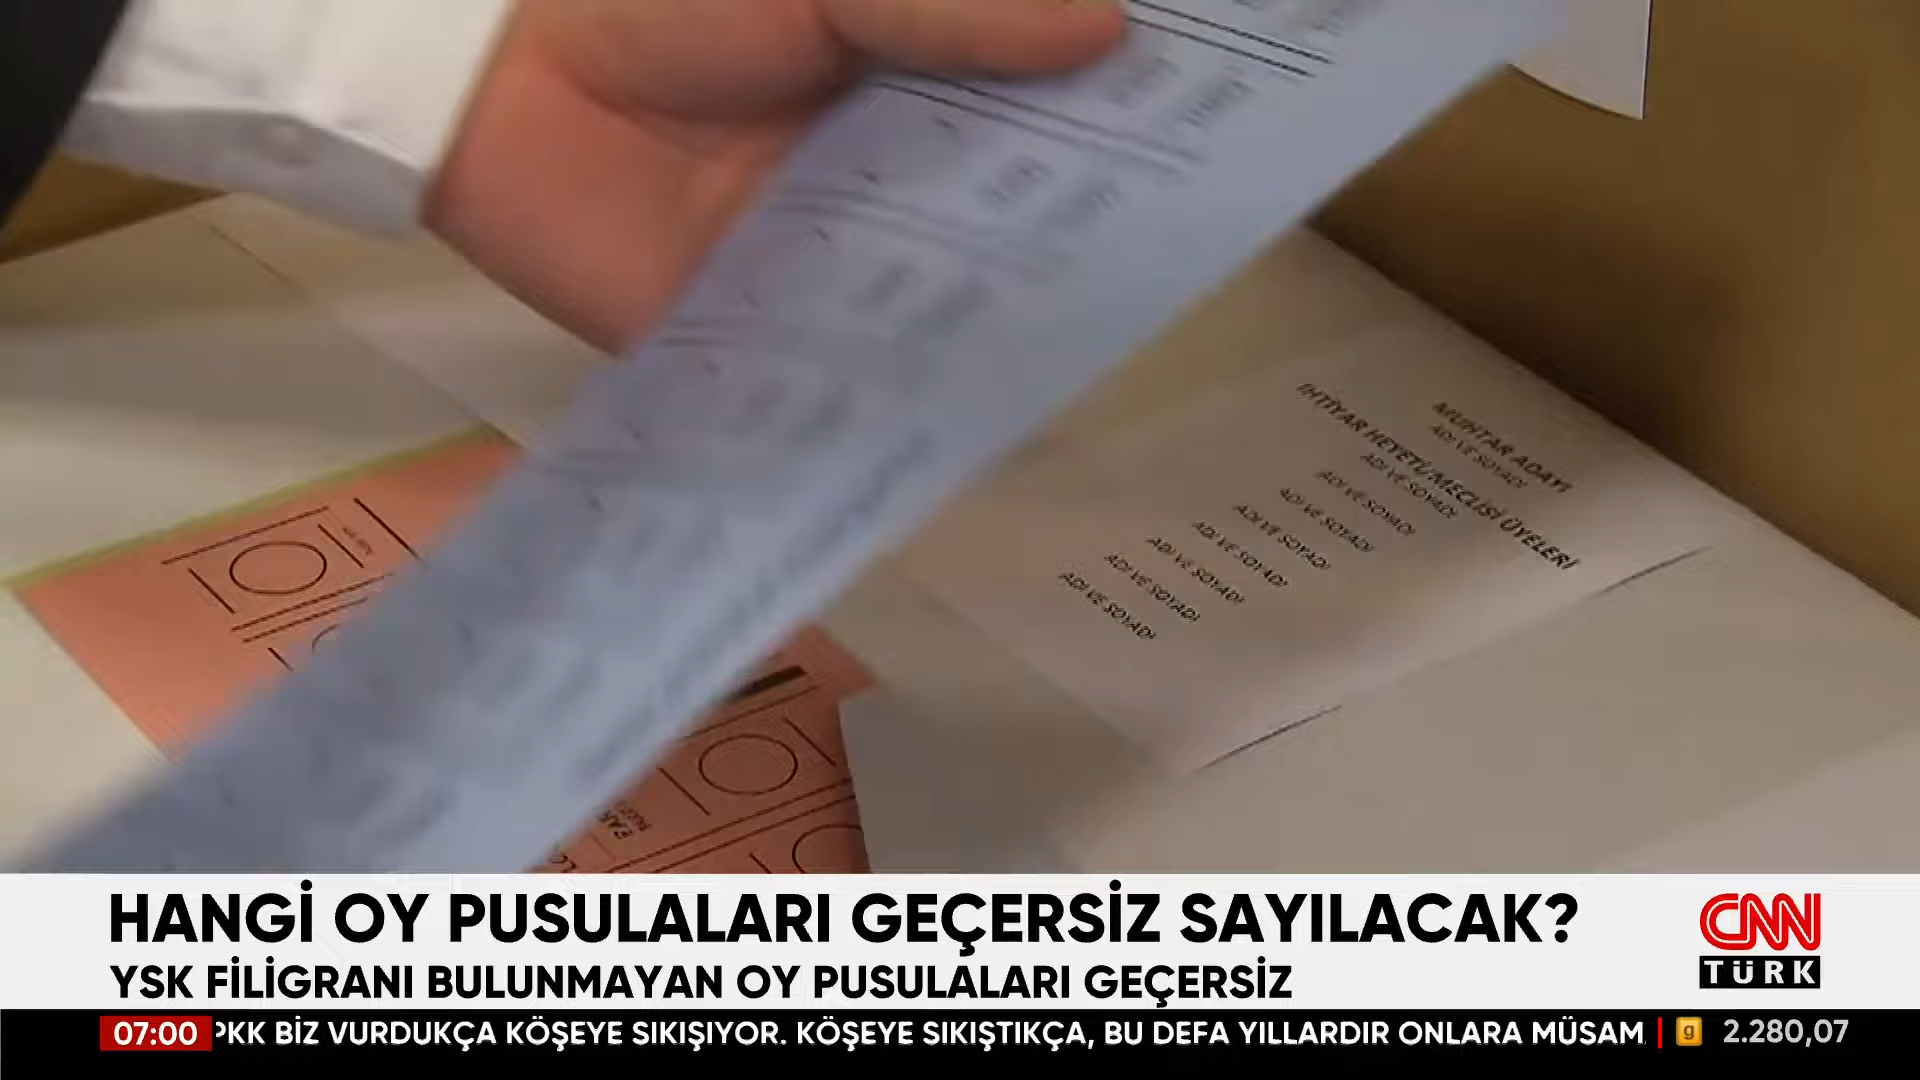 MUHTAR ADAYI
ADI VE SOYADI
İHTİYAR HEYETİ/MECLİSİ ÜYELERİ
ADI VE SOYADI
ADI VE SOYADI
ADI VE SOYADI
ADI VE SOYADI
ADI VE SOYADI
ADI VE SOYADI
ADI VE SOYADI
ADI VE SOYADI
HANGİ OY PUSULALARI GEÇERSİZ SAYILACAK?
YSK FİLİGRANI BULUNMAYAN OY PUSULALARI GEÇERSİZ
CNN
TÜRK
07:00 PKK BİZ VURDUKÇA KÖŞEYE SIKIŞIYOR. KÖŞEYE SIKIŞTIKÇA, BU DEFA YILLARDIR ONLARA MÜSAM g 2.280,07